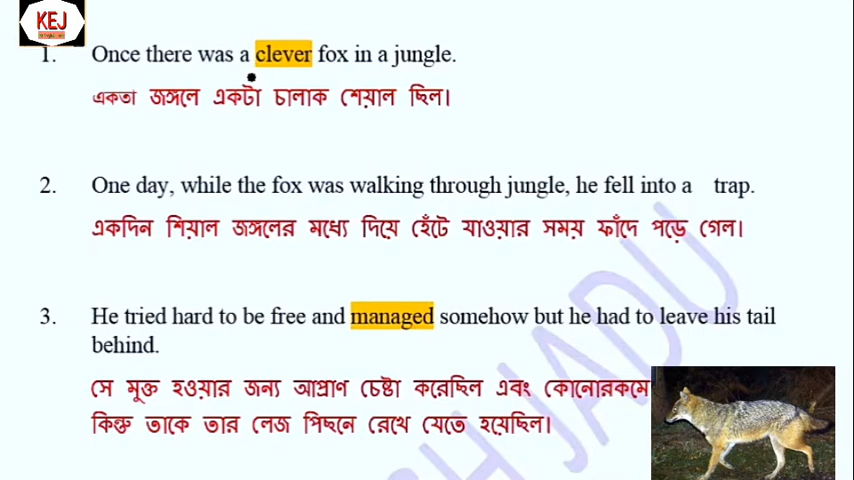 KEJ
1. Once there was a clever fox in a jungle.
একতা জঙ্গলে একটা চালাক শেয়াল ছিল।
2. One day, while the fox was walking through jungle, he fell into a trap.
একদিন শিয়াল জঙ্গলের মধ্যে দিয়ে হেঁটে যাওয়ার সময় ফাঁদে পড়ে গেল।
3. He tried hard to be free and managed somehow but he had to leave his tail
behind.
সে মুক্ত হওয়ার জন্য আপ্রাণ চেষ্টা করেছিল এবং কোনোরকমে
কিন্তু তাকে তার লেজ পিছনে রেখে যেতে হয়েছিল।
JADU